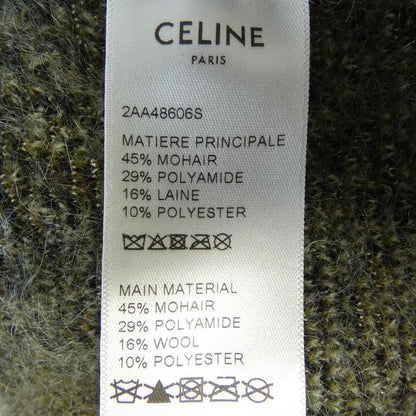 CELINE
PARIS
2AA48606S
MATIERE PRINCIPALE
45% MOHAIR
29% POLYAMIDE
16% LAINE
10% POLYESTER
MAIN MATERIAL
45% MOHAIR
29% POLYAMIDE
16% WOOL
10% POLYESTER